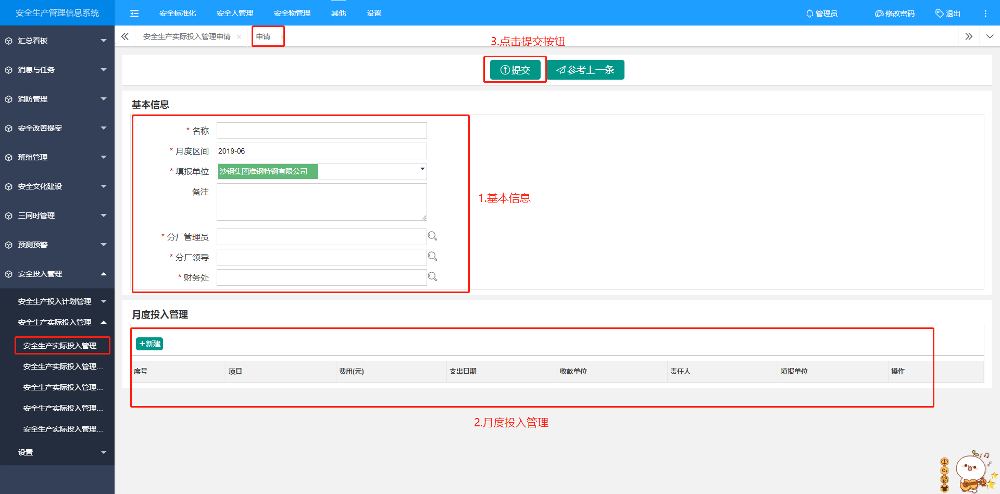 安全生产管理信息系统
安全标准化 安全人管理 安全物管理 其他 设置
管理员 修改密码 退出
汇总看板
消息与任务
消防管理
安全改善提案
班组管理
安全文化建设
三同时管理
预测预警
安全投入管理
安全生产投入计划管理
安全生产实际投入管理
安全生产实际投入管理...
安全生产实际投入管理...
安全生产实际投入管理...
安全生产实际投入管理...
安全生产实际投入管理...
设置
安全生产实际投入管理申请 × 申请 ×
3.点击提交按钮
提交 参考上一条
基本信息
* 名称
* 月度区间 2019-06
* 填报单位 沙钢集团淮钢特钢有限公司
备注
* 分厂管理员
* 分厂领导
* 财务处
1.基本信息
月度投入管理
+新建
序号 项目 费用(元) 支出日期 收款单位 责任人 填报单位 操作
2.月度投入管理
中
简